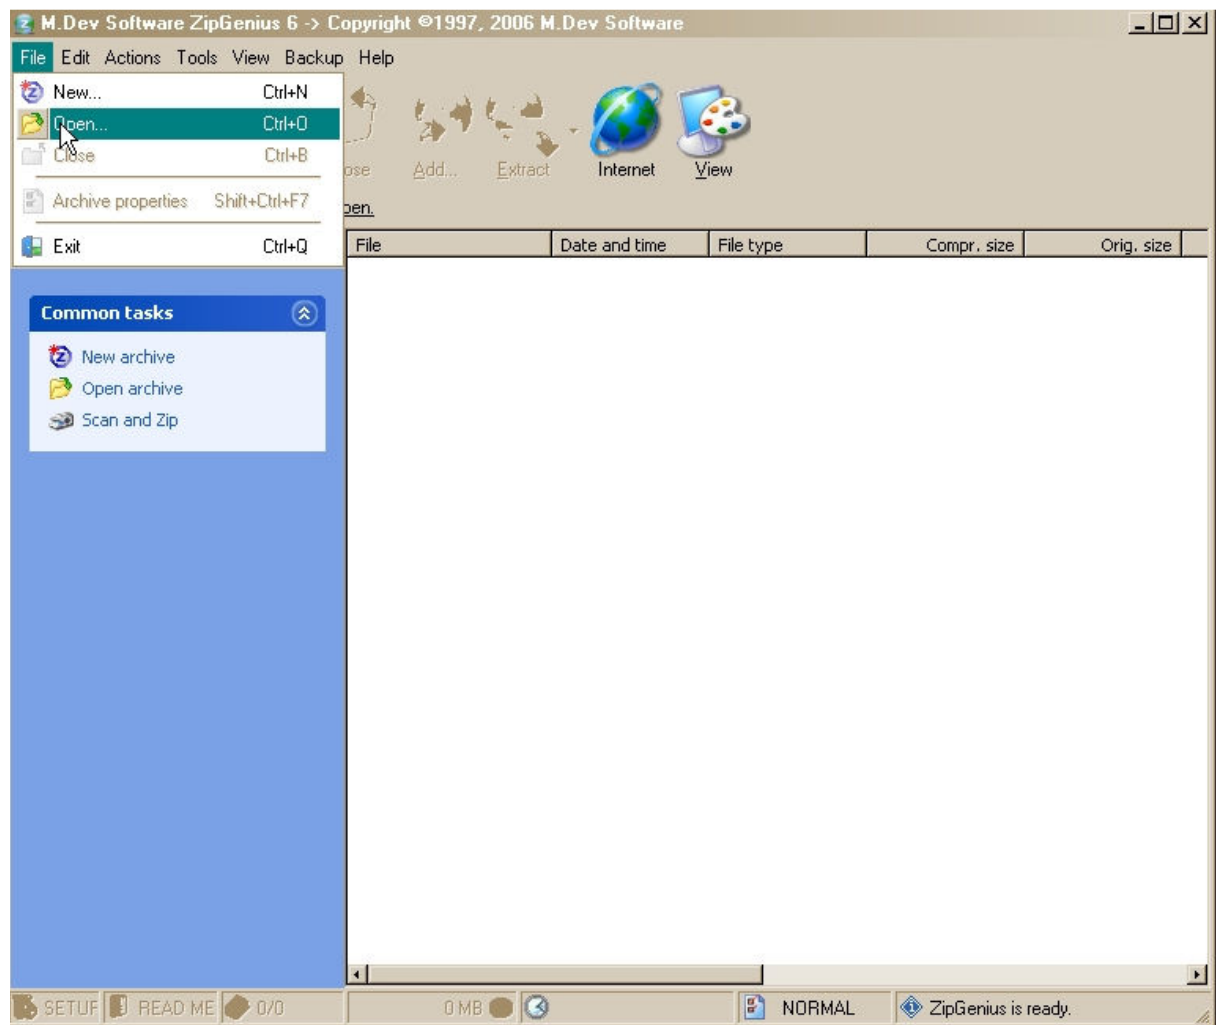 M.Dev Software ZipGenius 6 -> Copyright ©1997, 2006 M.Dev Software
File Edit Actions Tools View Backup Help
New... Ctrl+N
Open... Ctrl+O
Close Ctrl+B
Archive properties Shift+Ctrl+F7
Exit Ctrl+Q
ose Add... Extract Internet View
pen.
File Date and time File type Compr. size Orig. size
Common tasks
New archive
Open archive
Scan and Zip
SETUP READ ME 0/0 0 MB NORMAL ZipGenius is ready.